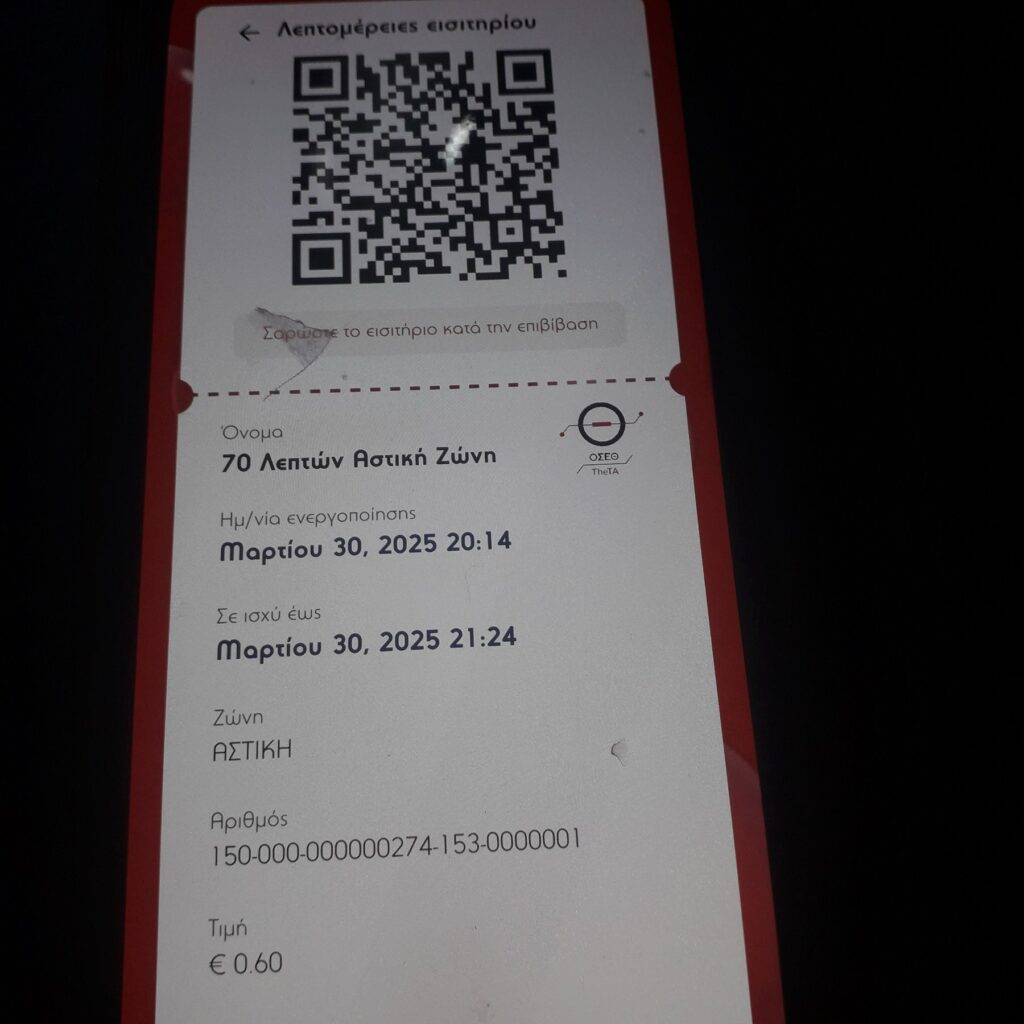 ← Λεπτομέρειες εισιτηρίου
Σαρώστε το εισιτήριο κατά την επιβίβαση
Όνομα
70 Λεπτών Αστική Ζώνη
ΟΣΕΘ
TheTA
Ημ/νία ενεργοποίησης
Μαρτίου 30, 2025 20:14
Σε ισχύ έως
Μαρτίου 30, 2025 21:24
Ζώνη
ΑΣΤΙΚΗ
Αριθμός
150-000-000000274-153-0000001
Τιμή
€ 0.60